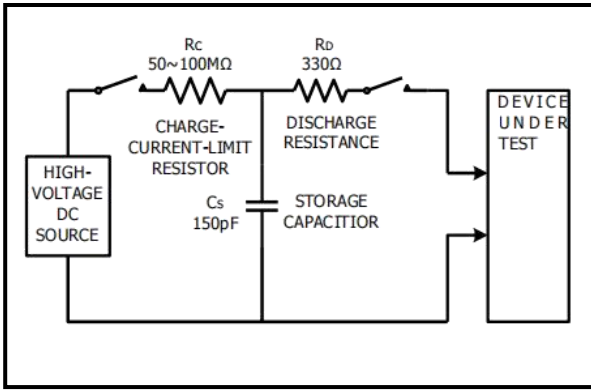 RC
50~100MΩ
RD
330Ω
CHARGE-
CURRENT-LIMIT
RESISTOR
DISCHARGE
RESISTANCE
DEVICE
UNDER
TEST
HIGH-
VOLTAGE
DC
SOURCE
CS
150pF
STORAGE
CAPACITIOR